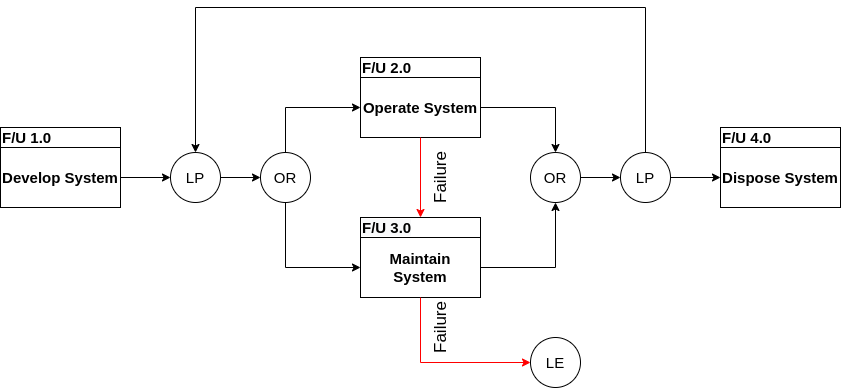 F/U 2.0
Operate System
F/U 1.0
Develop System
LP
OR
Failure
OR
LP
F/U 4.0
Dispose System
F/U 3.0
Maintain
System
Failure
LE